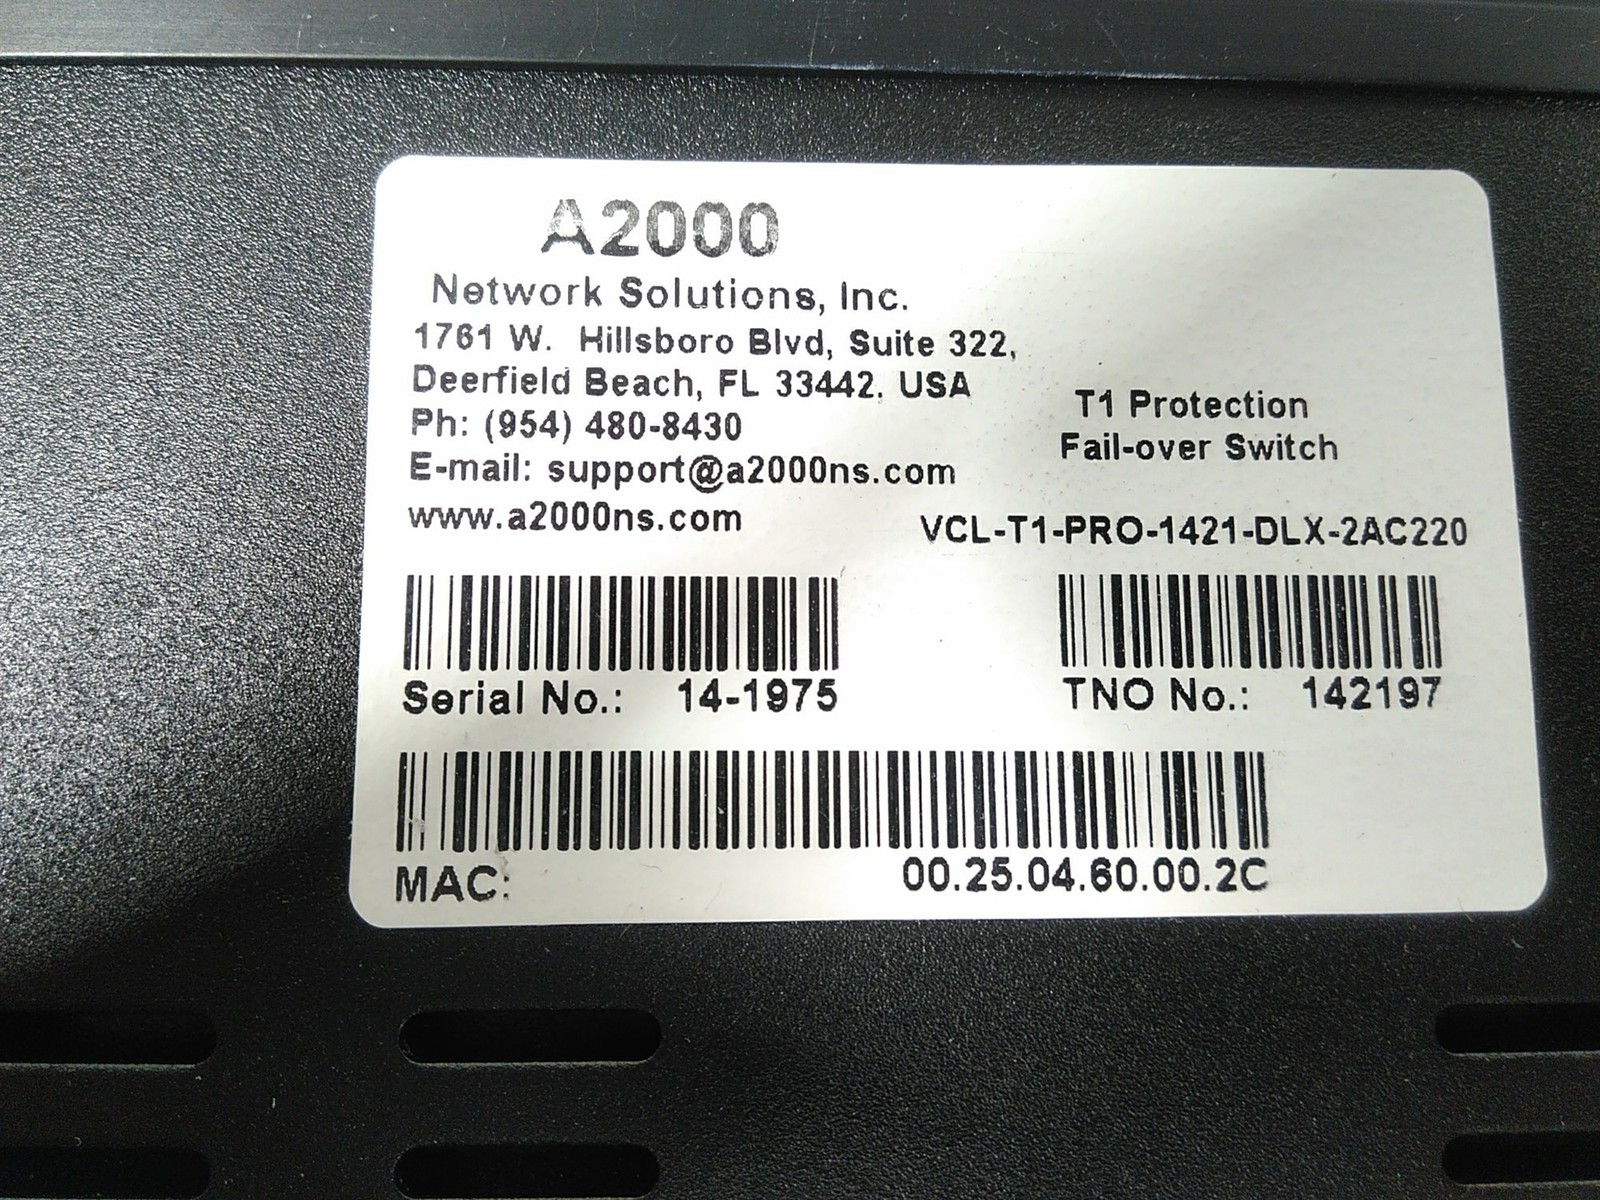 A2000
Network Solutions, Inc.
1761 W. Hillsboro Blvd, Suite 322,
Deerfield Beach, FL 33442. USA
Ph: (954) 480-8430
E-mail: support@a2000ns.com
www.a2000ns.com
T1 Protection
Fail-over Switch
VCL-T1-PRO-1421-DLX-2AC220
Serial No.: 14-1975
TNO No.: 142197
MAC: 00.25.04.60.00.2C